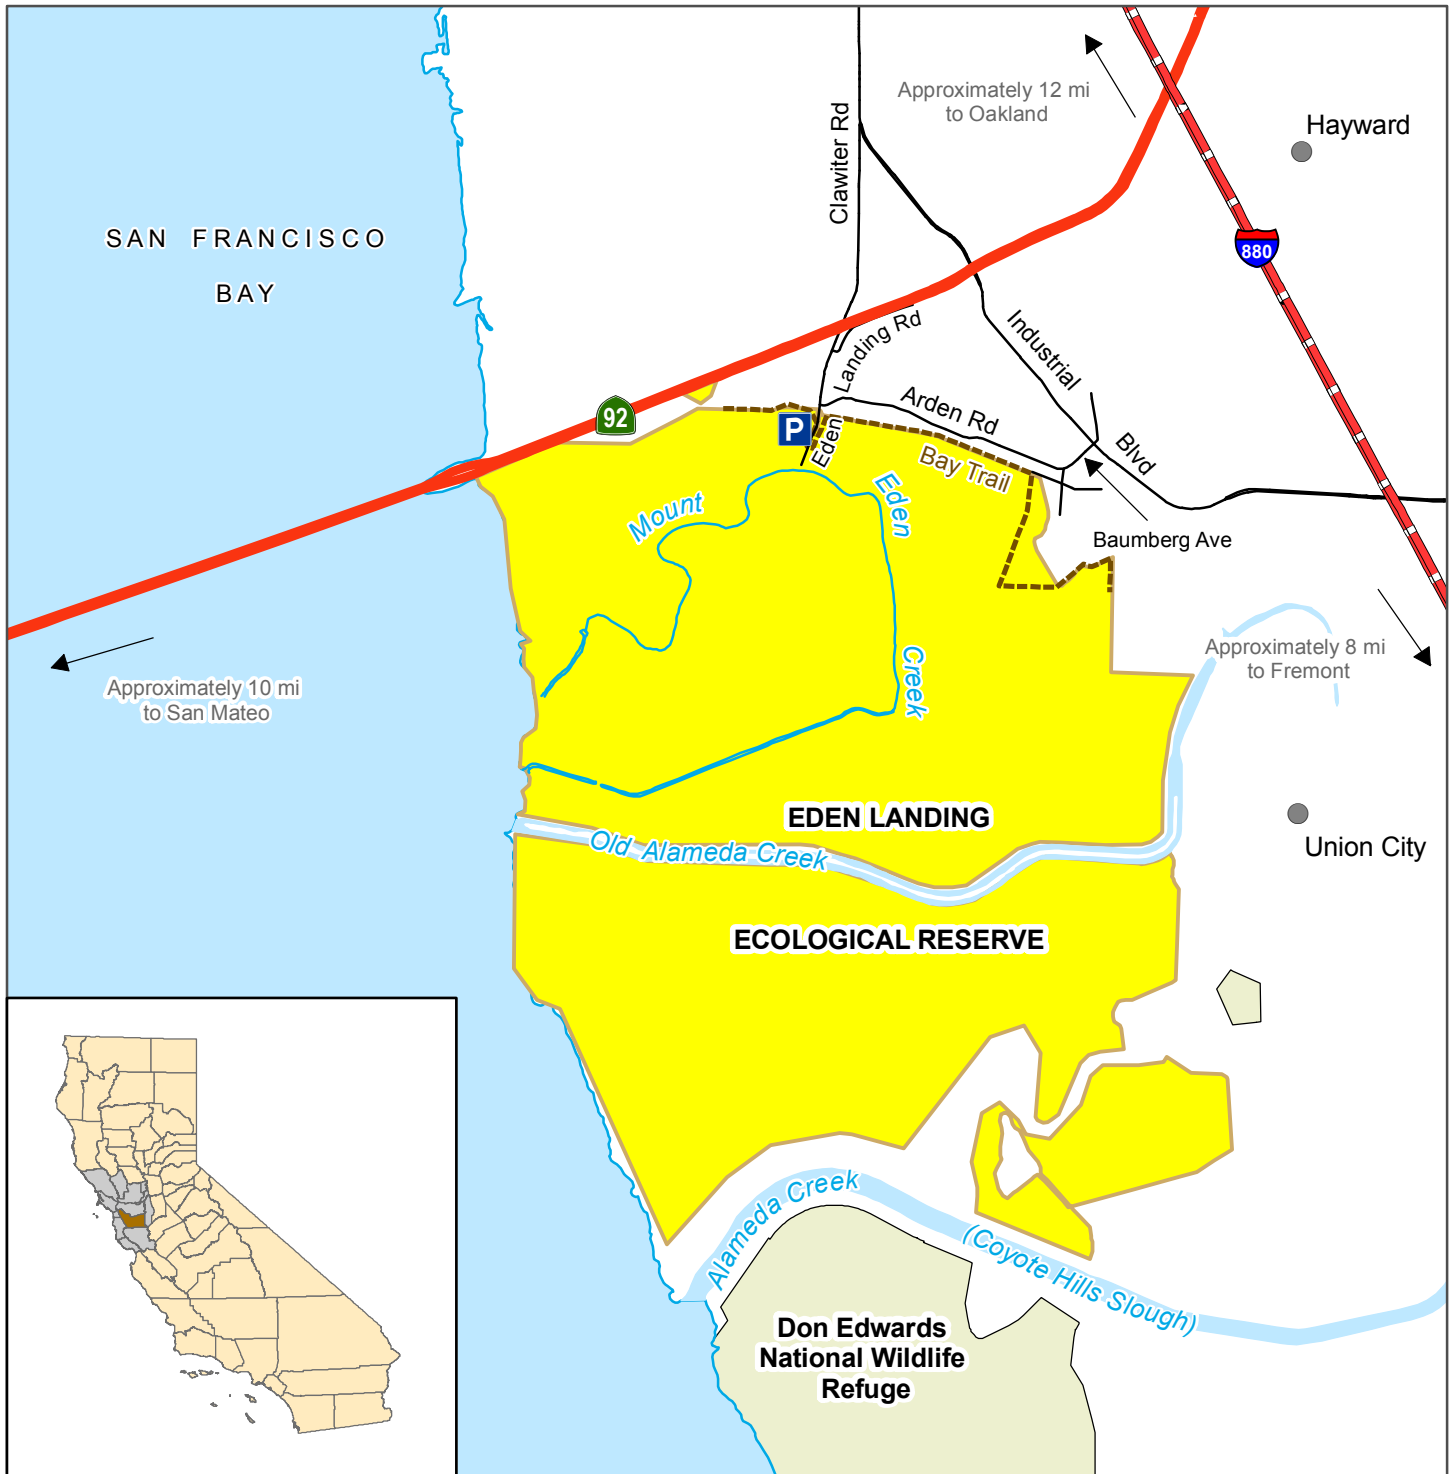 Approximately 12 mi
to Oakland
Hayward
Clawiter Rd
SAN FRANCISCO
BAY
880
Landing Rd
Industrial
92
P
Eden
Arden Rd
Blvd
Bay Trail
Mount
Eden
Creek
Baumberg Ave
Approximately 8 mi
to Fremont
Approximately 10 mi
to San Mateo
EDEN LANDING
Old Alameda Creek
Union City
ECOLOGICAL RESERVE
Alameda Creek
(Coyote Hills Slough)
Don Edwards
National Wildlife
Refuge